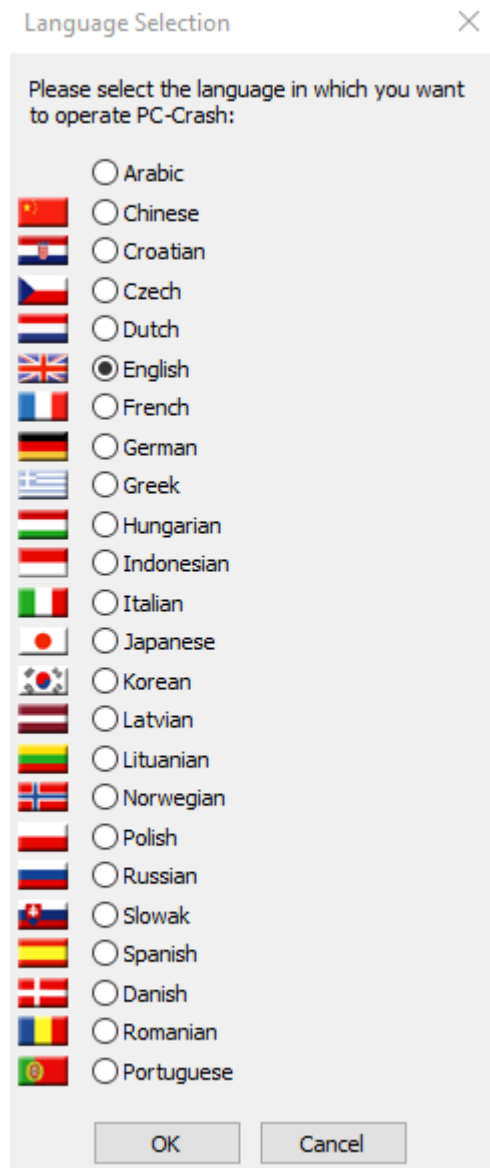 Language Selection
Please select the language in which you want
to operate PC-Crash:
Arabic
Chinese
Croatian
Czech
Dutch
English
French
German
Greek
Hungarian
Indonesian
Italian
Japanese
Korean
Latvian
Lituanian
Norwegian
Polish
Russian
Slowak
Spanish
Danish
Romanian
Portuguese
OK Cancel